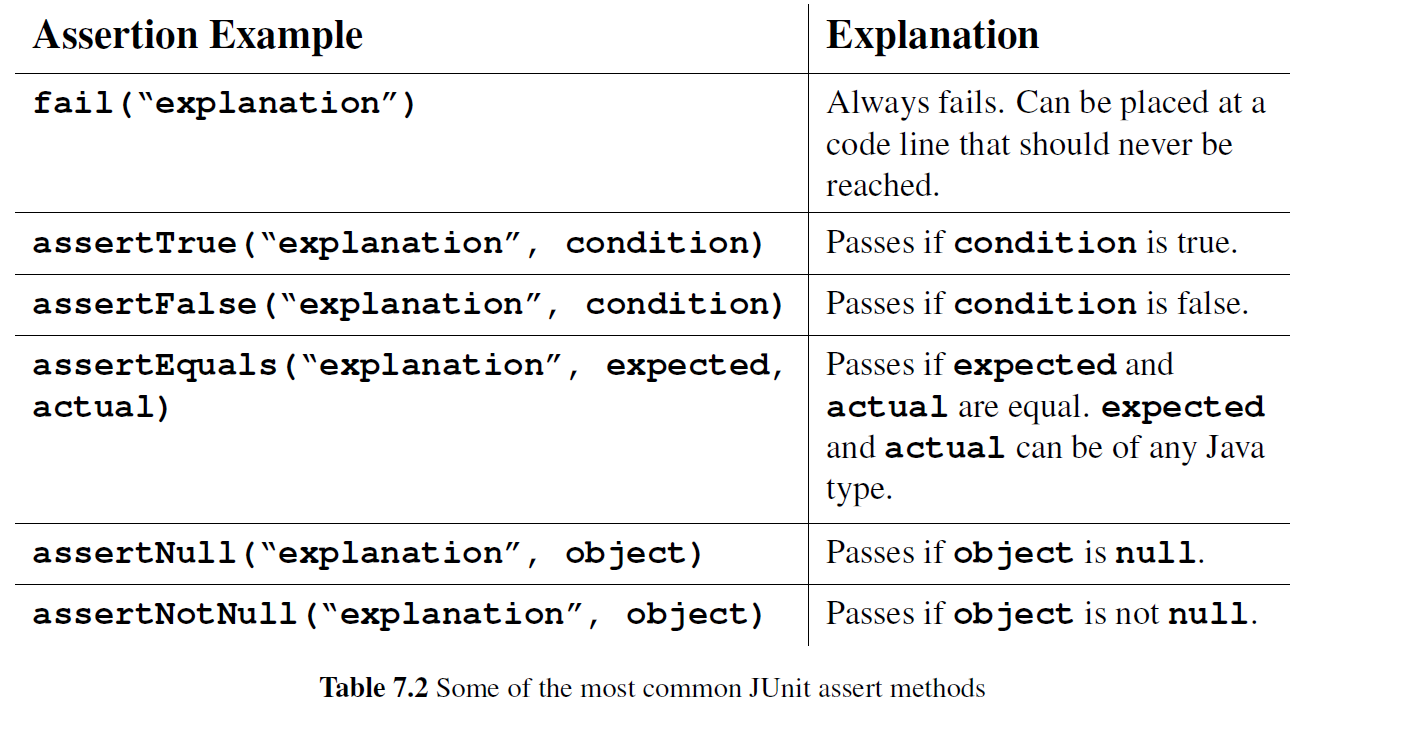 Assertion Example
Explanation
fail(“explanation”)
Always fails. Can be placed at a
code line that should never be
reached.
assertTrue(“explanation”, condition)
Passes if condition is true.
assertFalse(“explanation”, condition)
Passes if condition is false.
assertEquals(“explanation”, expected,
actual)
Passes if expected and
actual are equal. expected
and actual can be of any Java
type.
assertNull(“explanation”, object)
Passes if object is null.
assertNotNull(“explanation”, object)
Passes if object is not null.
Table 7.2 Some of the most common JUnit assert methods